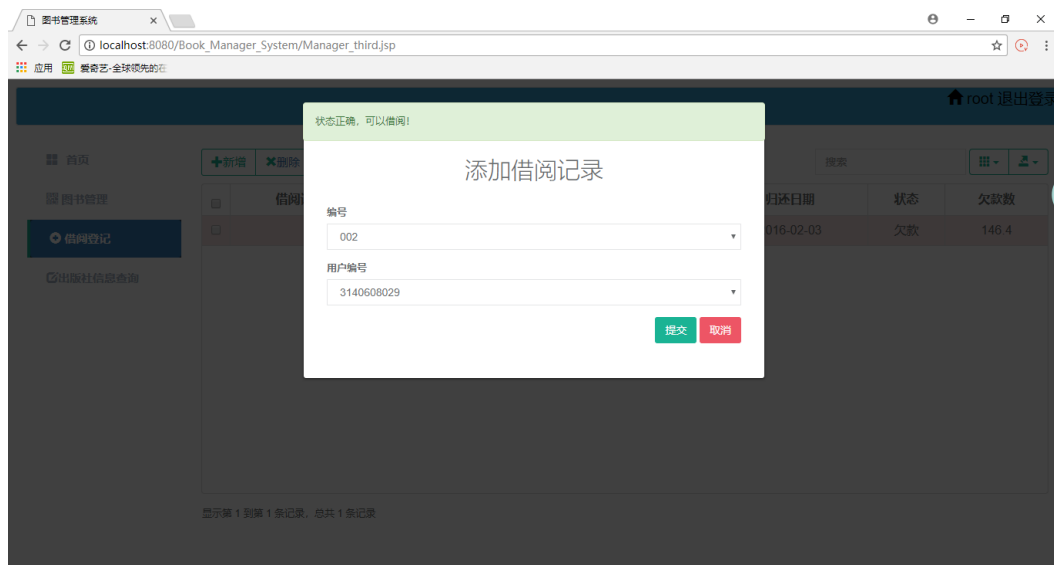 图书管理系统
localhost:8080/Book_Manager_System/Manager_third.jsp
应用 爱奇艺-全球领先的在
root 退出登录
状态正确，可以借阅！
添加借阅记录
首页
图书管理
借阅登记
出版社信息查询
新增 删除
搜索
借阅
归还日期 状态 欠款数
016-02-03 欠款 146.4
编号
002
用户编号
3140608029
提交 取消
显示第 1 到第 1 条记录，总共 1 条记录